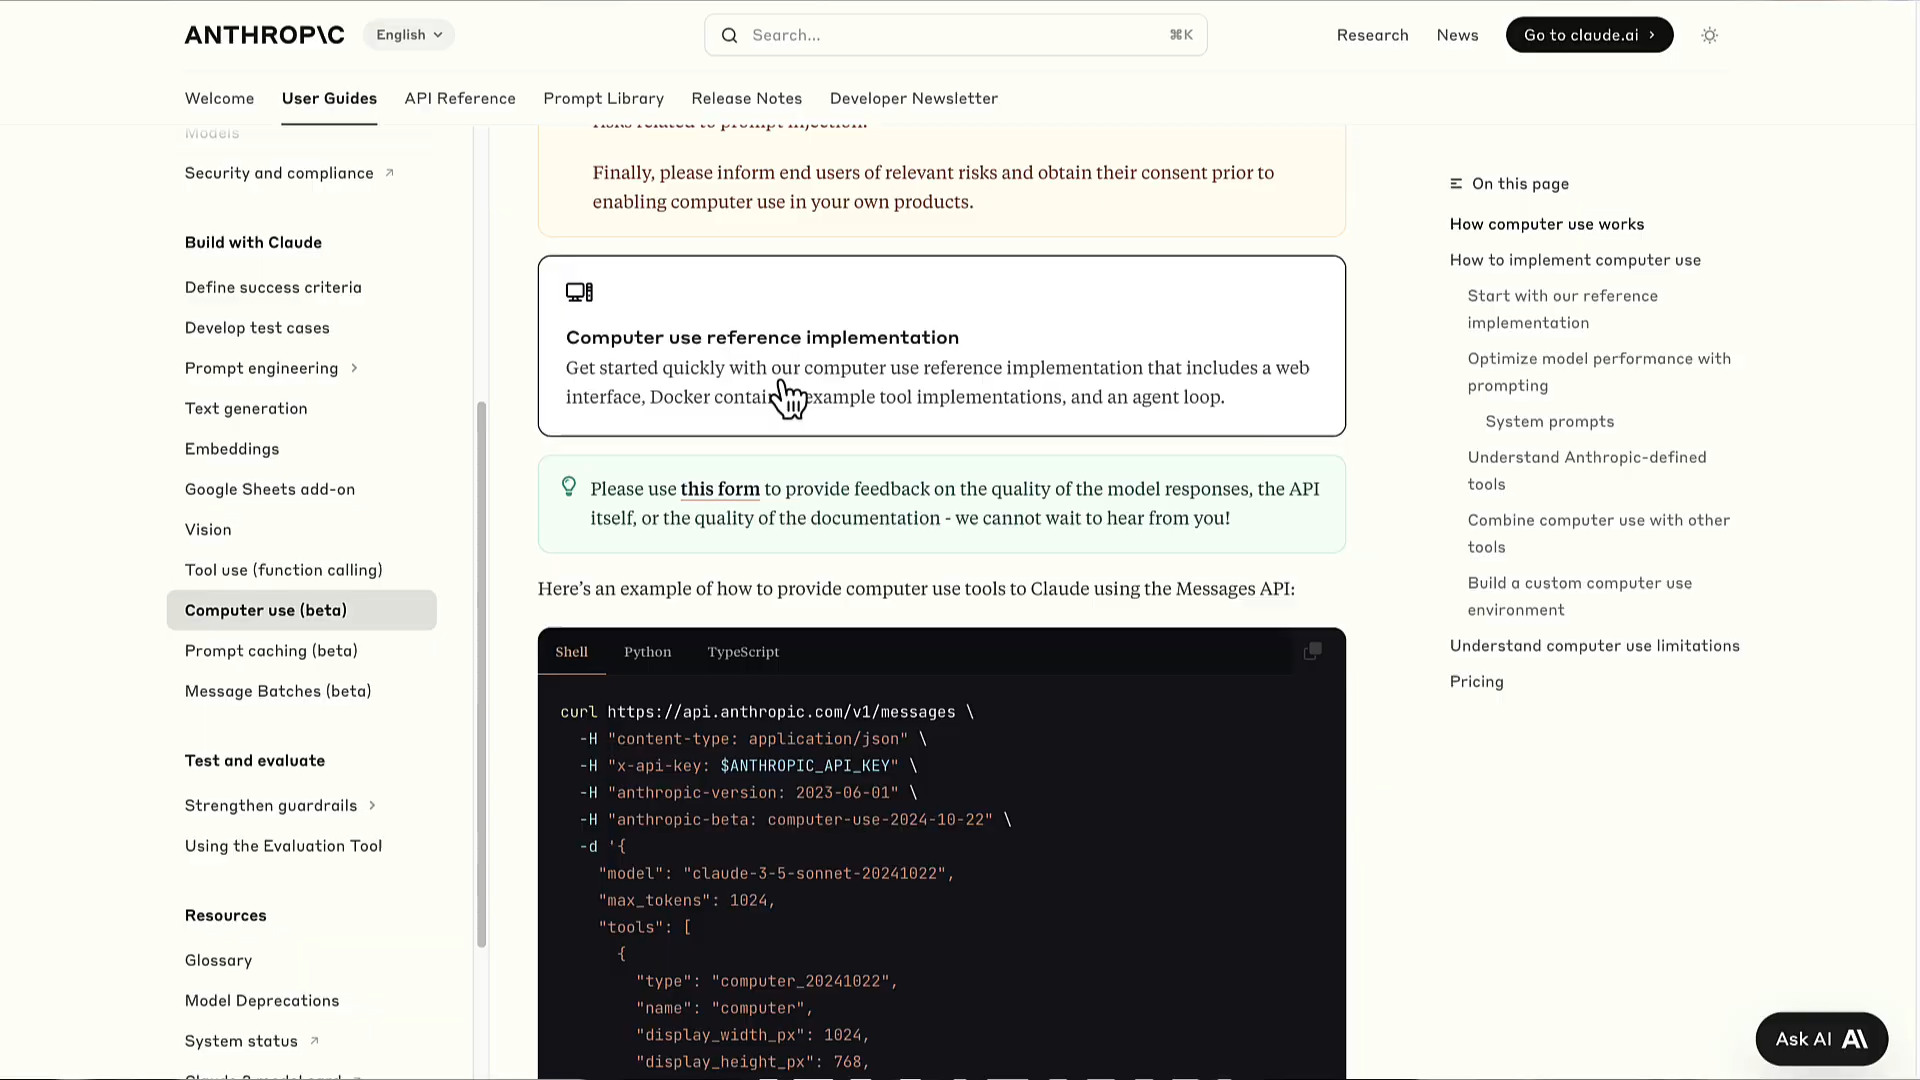 ANTHROP\C
English
Search...
⌘K
Research
News
Go to claude.ai
Welcome
User Guides
API Reference
Prompt Library
Release Notes
Developer Newsletter
Models
Security and compliance
Build with Claude
Define success criteria
Develop test cases
Prompt engineering
Text generation
Embeddings
Google Sheets add-on
Vision
Tool use (function calling)
Computer use (beta)
Prompt caching (beta)
Message Batches (beta)
Test and evaluate
Strengthen guardrails
Using the Evaluation Tool
Resources
Glossary
Model Deprecations
System status
risks related to prompt injection.
Finally, please inform end users of relevant risks and obtain their consent prior to
enabling computer use in your own products.
Computer use reference implementation
Get started quickly with our computer use reference implementation that includes a web
interface, Docker contai example tool implementations, and an agent loop.
Please use this form to provide feedback on the quality of the model responses, the API
itself, or the quality of the documentation - we cannot wait to hear from you!
Here's an example of how to provide computer use tools to Claude using the Messages API:
Shell
Python
TypeScript
curl https://api.anthropic.com/v1/messages \
-H "content-type: application/json" \
-H "x-api-key: $ANTHROPIC_API_KEY" \
-H "anthropic-version: 2023-06-01" \
-H "anthropic-beta: computer-use-2024-10-22" \
-d '{
"model": "claude-3-5-sonnet-20241022",
"max_tokens": 1024,
"tools": [
{
"type": "computer_20241022",
"name": "computer",
"display_width_px": 1024,
"display_height_px": 768,
On this page
How computer use works
How to implement computer use
Start with our reference
implementation
Optimize model performance with
prompting
System prompts
Understand Anthropic-defined
tools
Combine computer use with other
tools
Build a custom computer use
environment
Understand computer use limitations
Pricing
Ask AI